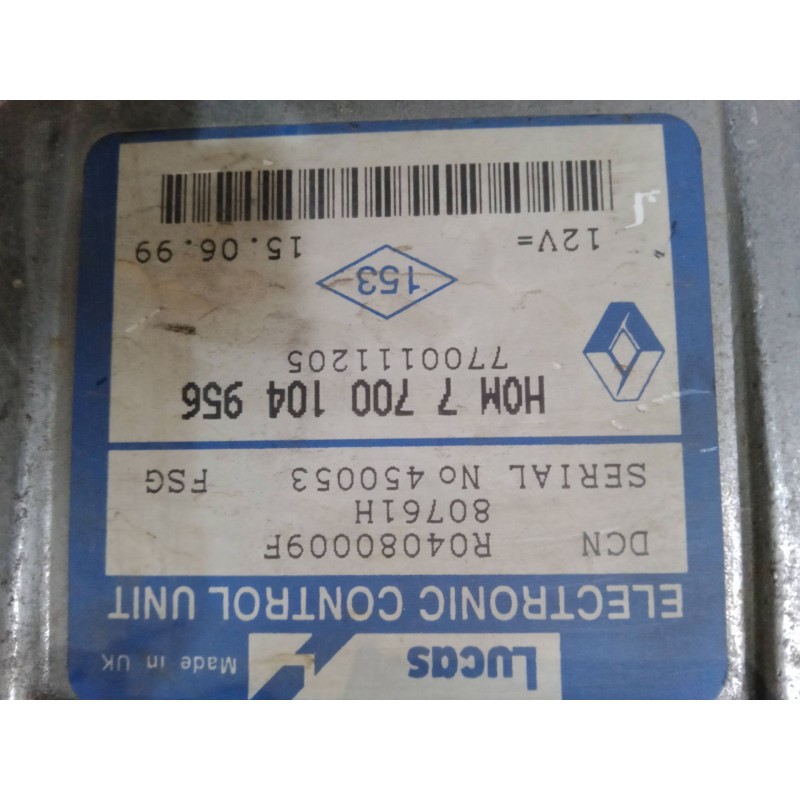 Lucas
Made in UK
ELECTRONIC CONTROL UNIT
DCN R04080009F
80761H
SERIAL No 450053 FSG
HOM 7 700 104 956
7700111205
153
12V= 15.06.99